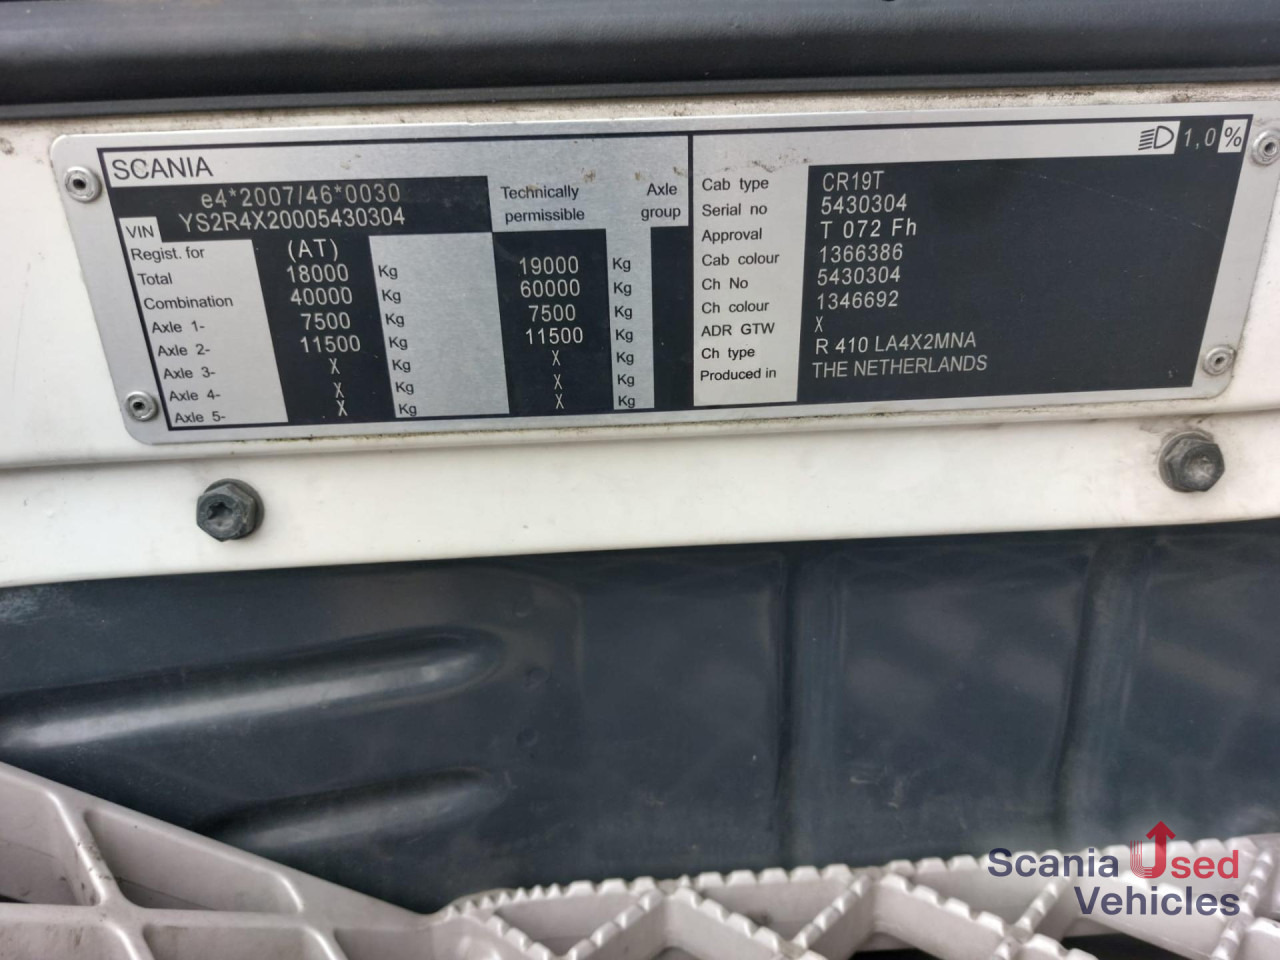 SCANIA
e4*2007/46*0030
VIN YS2R4X20005430304
Technically permissible
Axle group
Regist. for (AT)
Total 18000 Kg 19000 Kg
Combination 40000 Kg 60000 Kg
Axle 1- 7500 Kg 7500 Kg
Axle 2- 11500 Kg 11500 Kg
Axle 3- X Kg X Kg
Axle 4- X Kg X Kg
Axle 5- X Kg X Kg
1,0 %
Cab type CR19T
Serial no 5430304
Approval T 072 Fh
Cab colour 1366386
Ch No 5430304
Ch colour 1346692
ADR GTW X
Ch type R 410 LA4X2MNA
Produced in THE NETHERLANDS
Scania Used
Vehicles